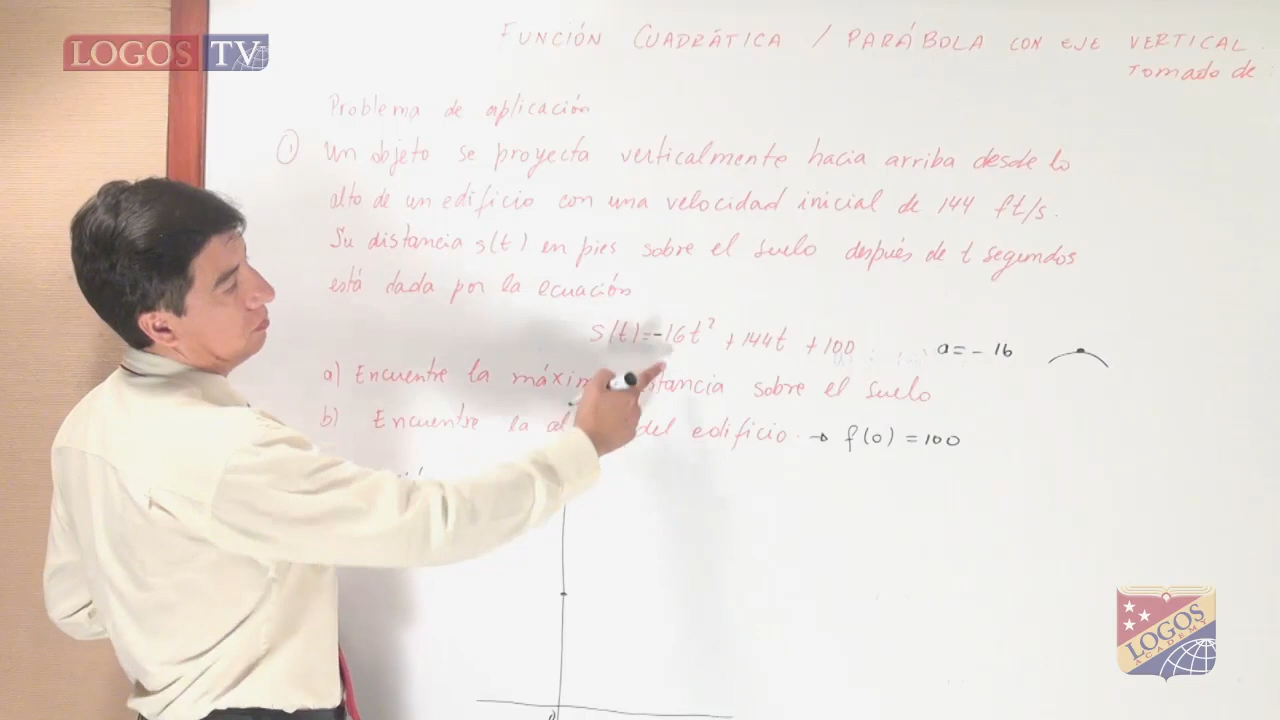 LOGOS TV
FUNCIÓN CUADRÁTICA / PARÁBOLA CON EJE VERTICAL.
Tomado de
Problema de aplicación
① Un objeto se proyecta verticalmente hacia arriba desde lo
alto de un edificio con una velocidad inicial de 144 ft/s.
Su distancia s(t) en pies sobre el suelo después de t segundos
está dada por la ecuación
s(t)=-16t² + 144t + 100 a = - 16
a) Encuentre la sobre el suelo
b) Encuentre la del edificio. → f(0) = 100
0
LOGOS
ACADEMY